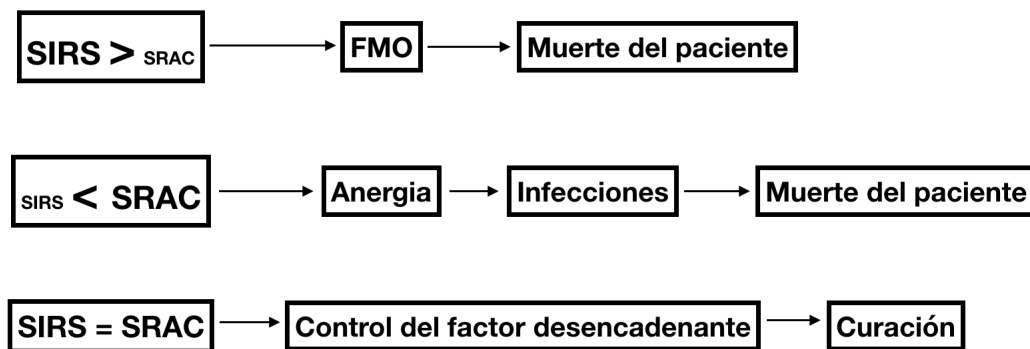 SIRS > SRAC FMO Muerte del paciente
SIRS < SRAC Anergia Infecciones Muerte del paciente
SIRS = SRAC Control del factor desencadenante Curación